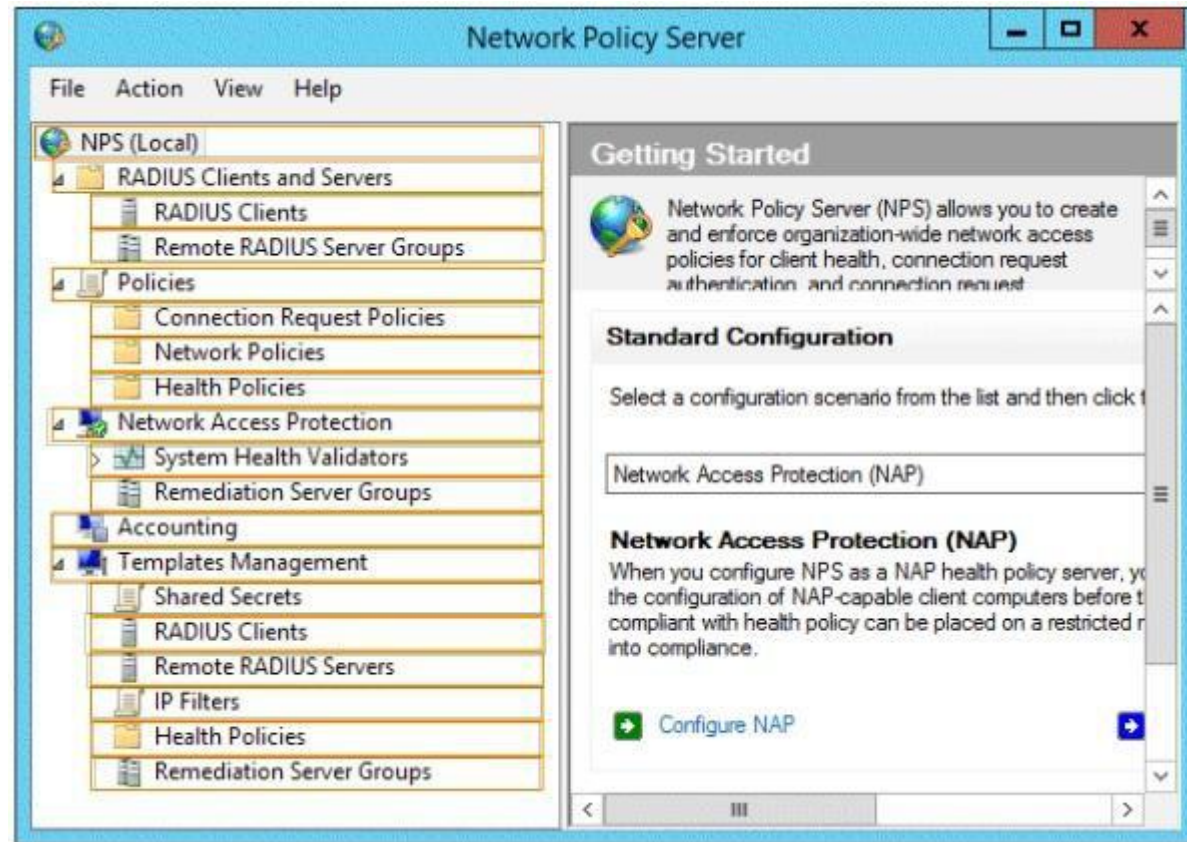 Network Policy Server
File Action View Help
NPS (Local)
RADIUS Clients and Servers
RADIUS Clients
Remote RADIUS Server Groups
Policies
Connection Request Policies
Network Policies
Health Policies
Network Access Protection
System Health Validators
Remediation Server Groups
Accounting
Templates Management
Shared Secrets
RADIUS Clients
Remote RADIUS Servers
IP Filters
Health Policies
Remediation Server Groups
Getting Started
Network Policy Server (NPS) allows you to create
and enforce organization-wide network access
policies for client health, connection request
authentication, and connection request
Standard Configuration
Select a configuration scenario from the list and then click
Network Access Protection (NAP)
Network Access Protection (NAP)
When you configure NPS as a NAP health policy server,
the configuration of NAP-capable client computers before
compliant with health policy can be placed on a restricted
into compliance.
Configure NAP